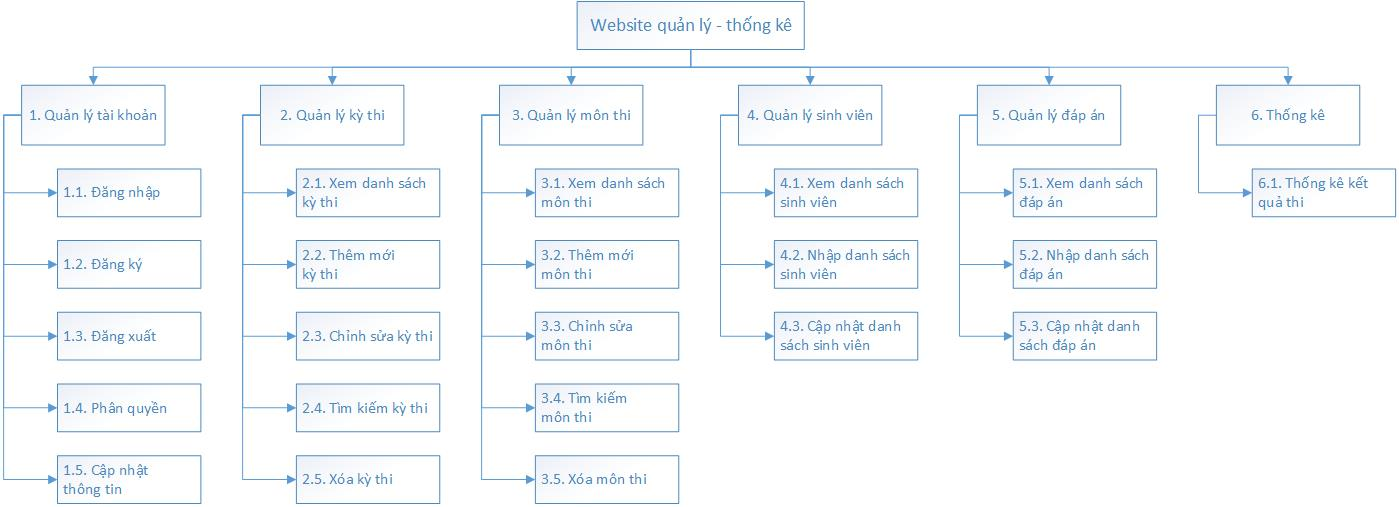 Website quản lý - thống kê
1. Quản lý tài khoản
2. Quản lý kỳ thi
3. Quản lý môn thi
4. Quản lý sinh viên
5. Quản lý đáp án
6. Thống kê
1.1. Đăng nhập
1.2. Đăng ký
1.3. Đăng xuất
1.4. Phân quyền
1.5. Cập nhật
thông tin
2.1. Xem danh sách
kỳ thi
2.2. Thêm mới
kỳ thi
2.3. Chỉnh sửa kỳ thi
2.4. Tìm kiếm kỳ thi
2.5. Xóa kỳ thi
3.1. Xem danh sách
môn thi
3.2. Thêm mới
môn thi
3.3. Chỉnh sửa
môn thi
3.4. Tìm kiếm
môn thi
3.5. Xóa môn thi
4.1. Xem danh sách
sinh viên
4.2. Nhập danh sách
sinh viên
4.3. Cập nhật danh
sách sinh viên
5.1. Xem danh sách
đáp án
5.2. Nhập danh sách
đáp án
5.3. Cập nhật danh
sách đáp án
6.1. Thống kê kết
quả thi